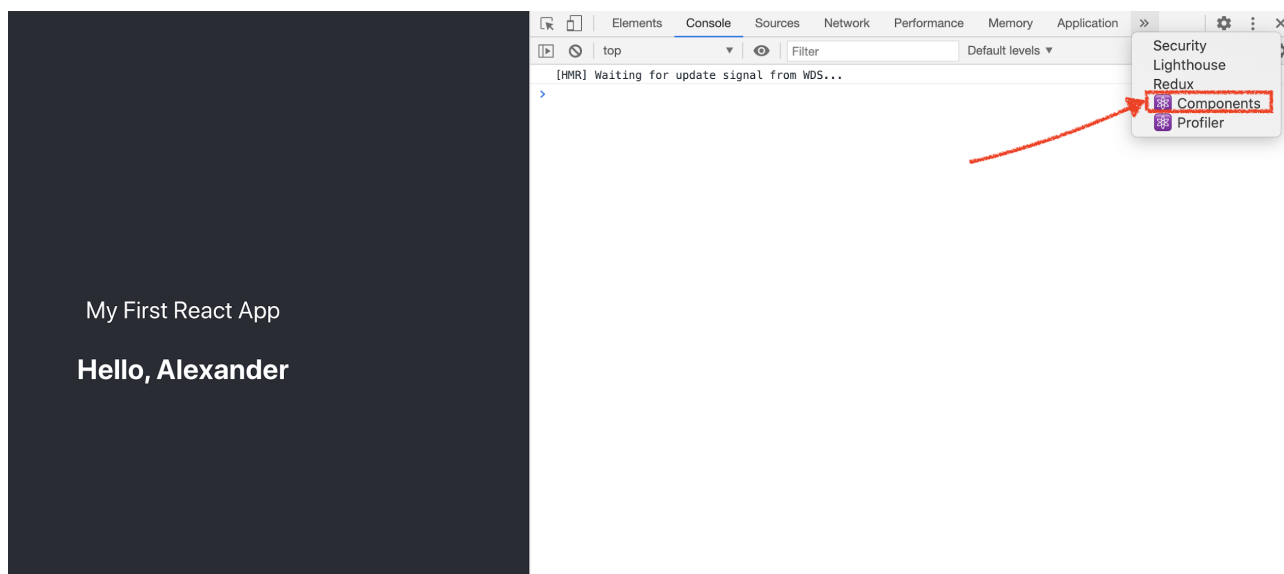 Elements Console Sources Network Performance Memory Application »
top Filter Default levels
Security
Lighthouse
Redux
Components
Profiler
[HMR] Waiting for update signal from WDS...
My First React App
Hello, Alexander